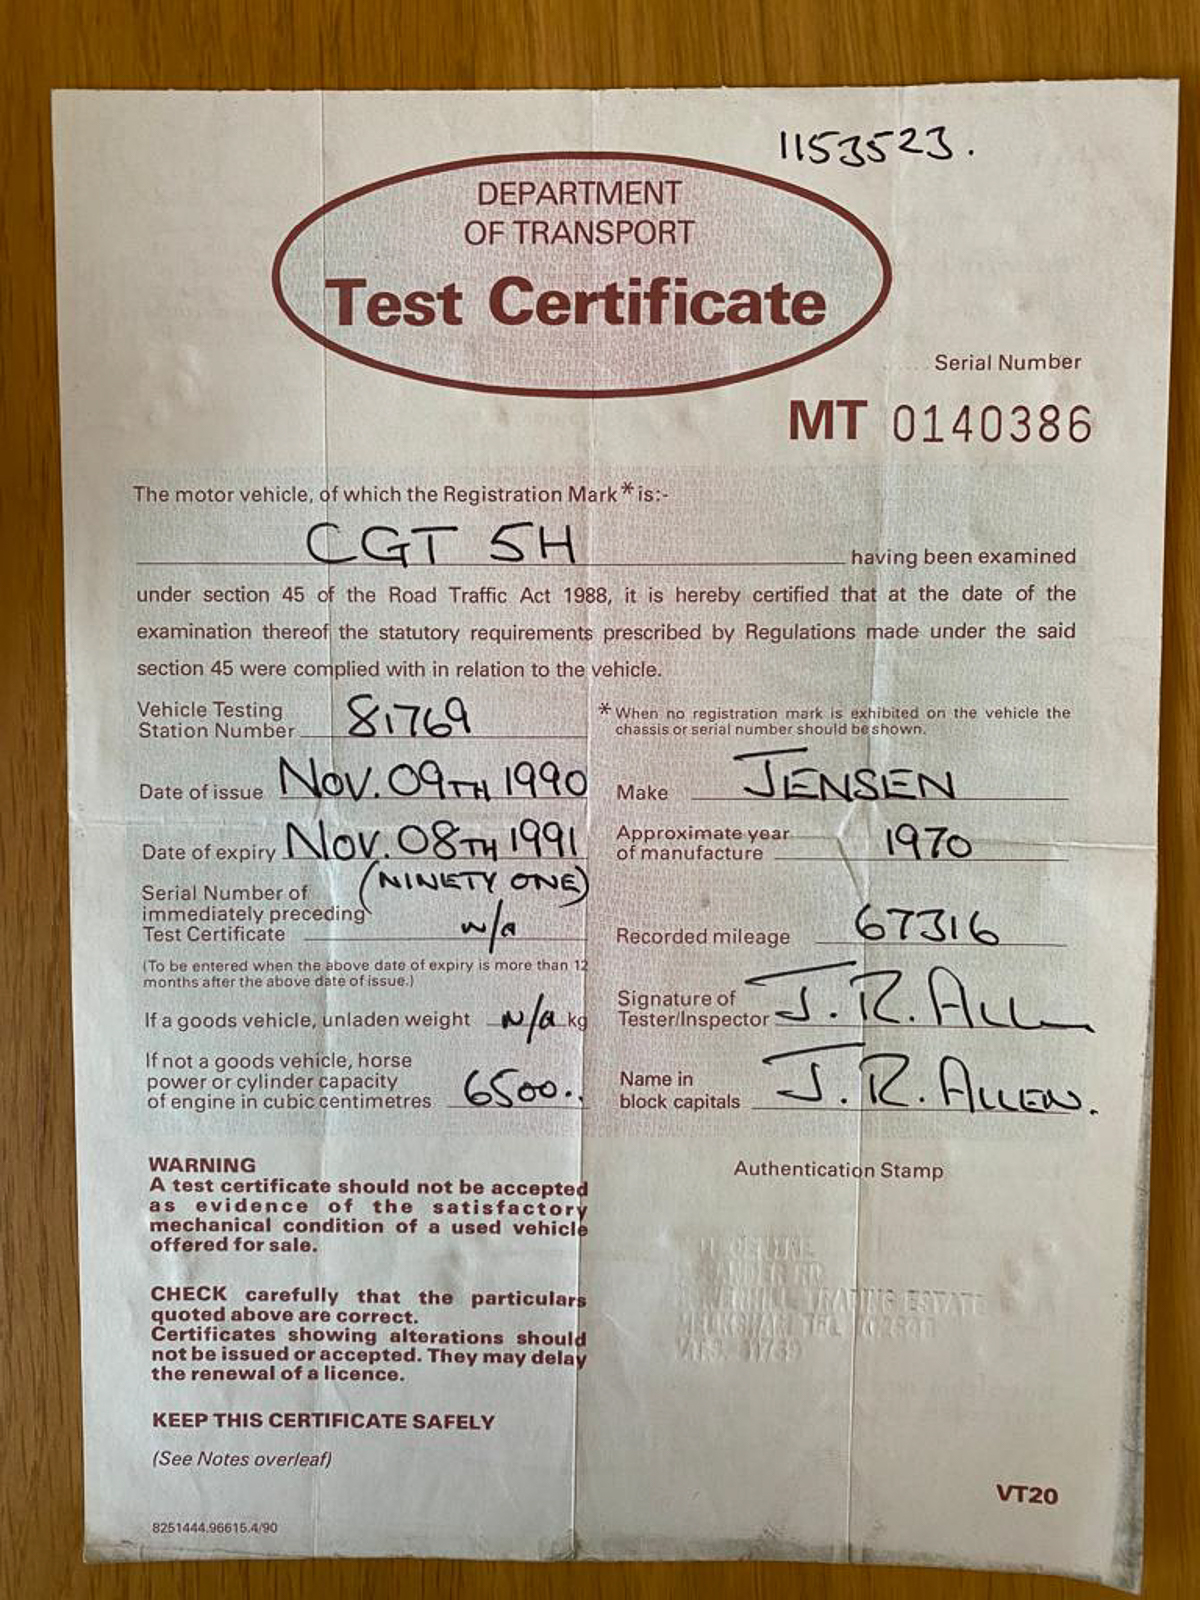 1153523.
DEPARTMENT
OF TRANSPORT
Test Certificate
Serial Number
MT 0140386
The motor vehicle, of which the Registration Mark * is:-
CGT 5H having been examined
under section 45 of the Road Traffic Act 1988, it is hereby certified that at the date of the
examination thereof the statutory requirements prescribed by Regulations made under the said
section 45 were complied with in relation to the vehicle.
Vehicle Testing
Station Number 81769
* When no registration mark is exhibited on the vehicle the
chassis or serial number should be shown.
Date of issue Nov. 09TH 1990
Make JENSEN
Date of expiry Nov. 08TH 1991
(NINETY ONE)
Approximate year
of manufacture 1970
Serial Number of
immediately preceding
Test Certificate n/a
Recorded mileage 67316
(To be entered when the above date of expiry is more than 12
months after the above date of issue.)
Signature of
Tester/Inspector J. R. All
If a goods vehicle, unladen weight n/a kg
If not a goods vehicle, horse
power or cylinder capacity
of engine in cubic centimetres 6500..
Name in
block capitals J. R. ALLEN.
WARNING
A test certificate should not be accepted
as evidence of the satisfactory
mechanical condition of a used vehicle
offered for sale.
Authentication Stamp
RD
TRADING ESTATE
MELKSHAM TEL
V.T.S. 81769
CHECK carefully that the particulars
quoted above are correct.
Certificates showing alterations should
not be issued or accepted. They may delay
the renewal of a licence.
KEEP THIS CERTIFICATE SAFELY
(See Notes overleaf)
VT20
8251444.96615.4/90